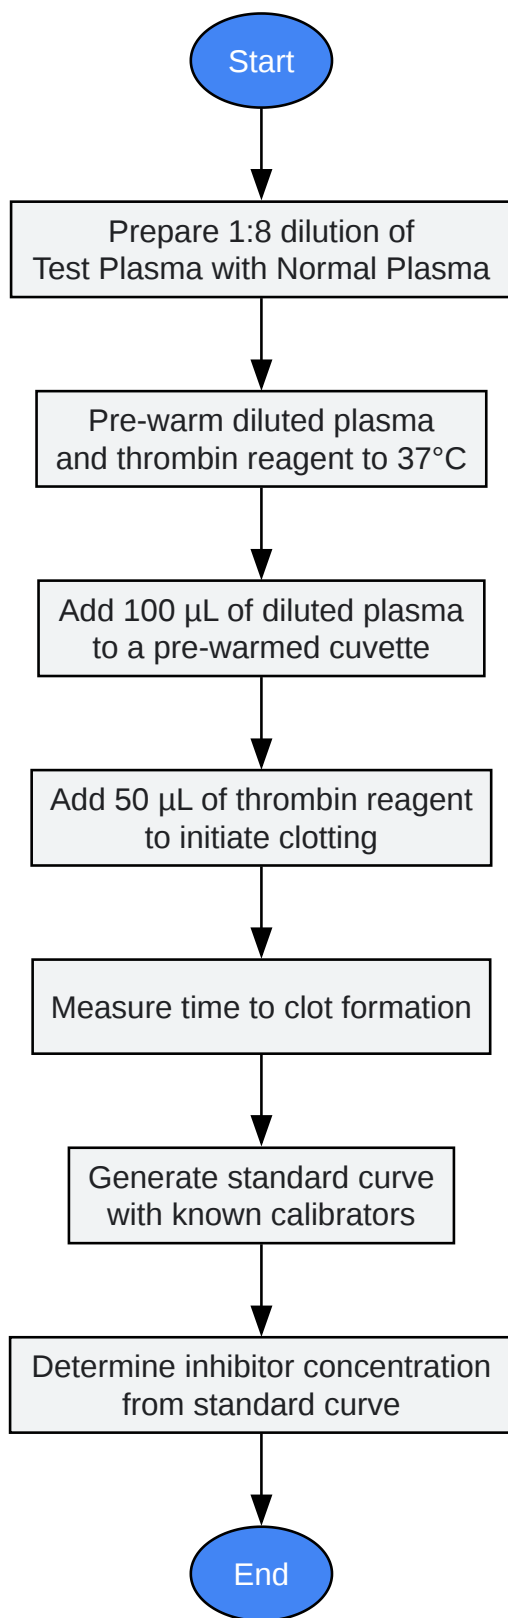 Start
Prepare 1:8 dilution of
Test Plasma with Normal Plasma
Pre-warm diluted plasma
and thrombin reagent to 37°C
Add 100 µL of diluted plasma
to a pre-warmed cuvette
Add 50 µL of thrombin reagent
to initiate clotting
Measure time to clot formation
Generate standard curve
with known calibrators
Determine inhibitor concentration
from standard curve
End